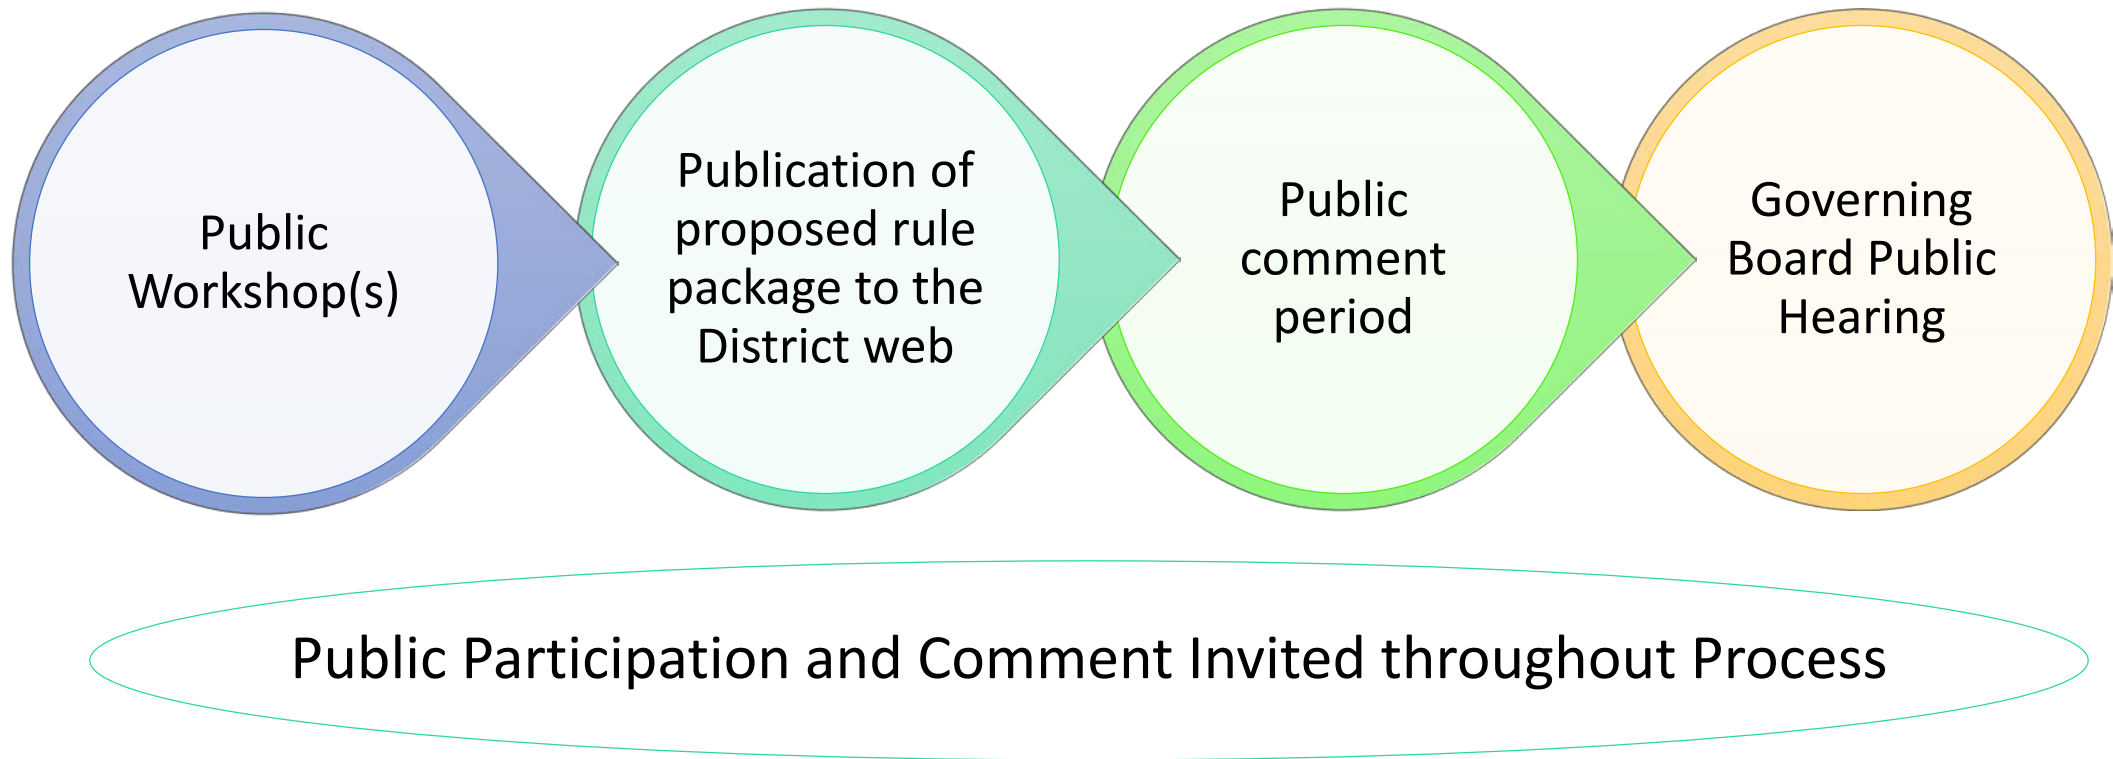 Public
Workshop(s)
Publication of
proposed rule
package to the
District web
Public
comment
period
Governing
Board Public
Hearing
Public Participation and Comment Invited throughout Process